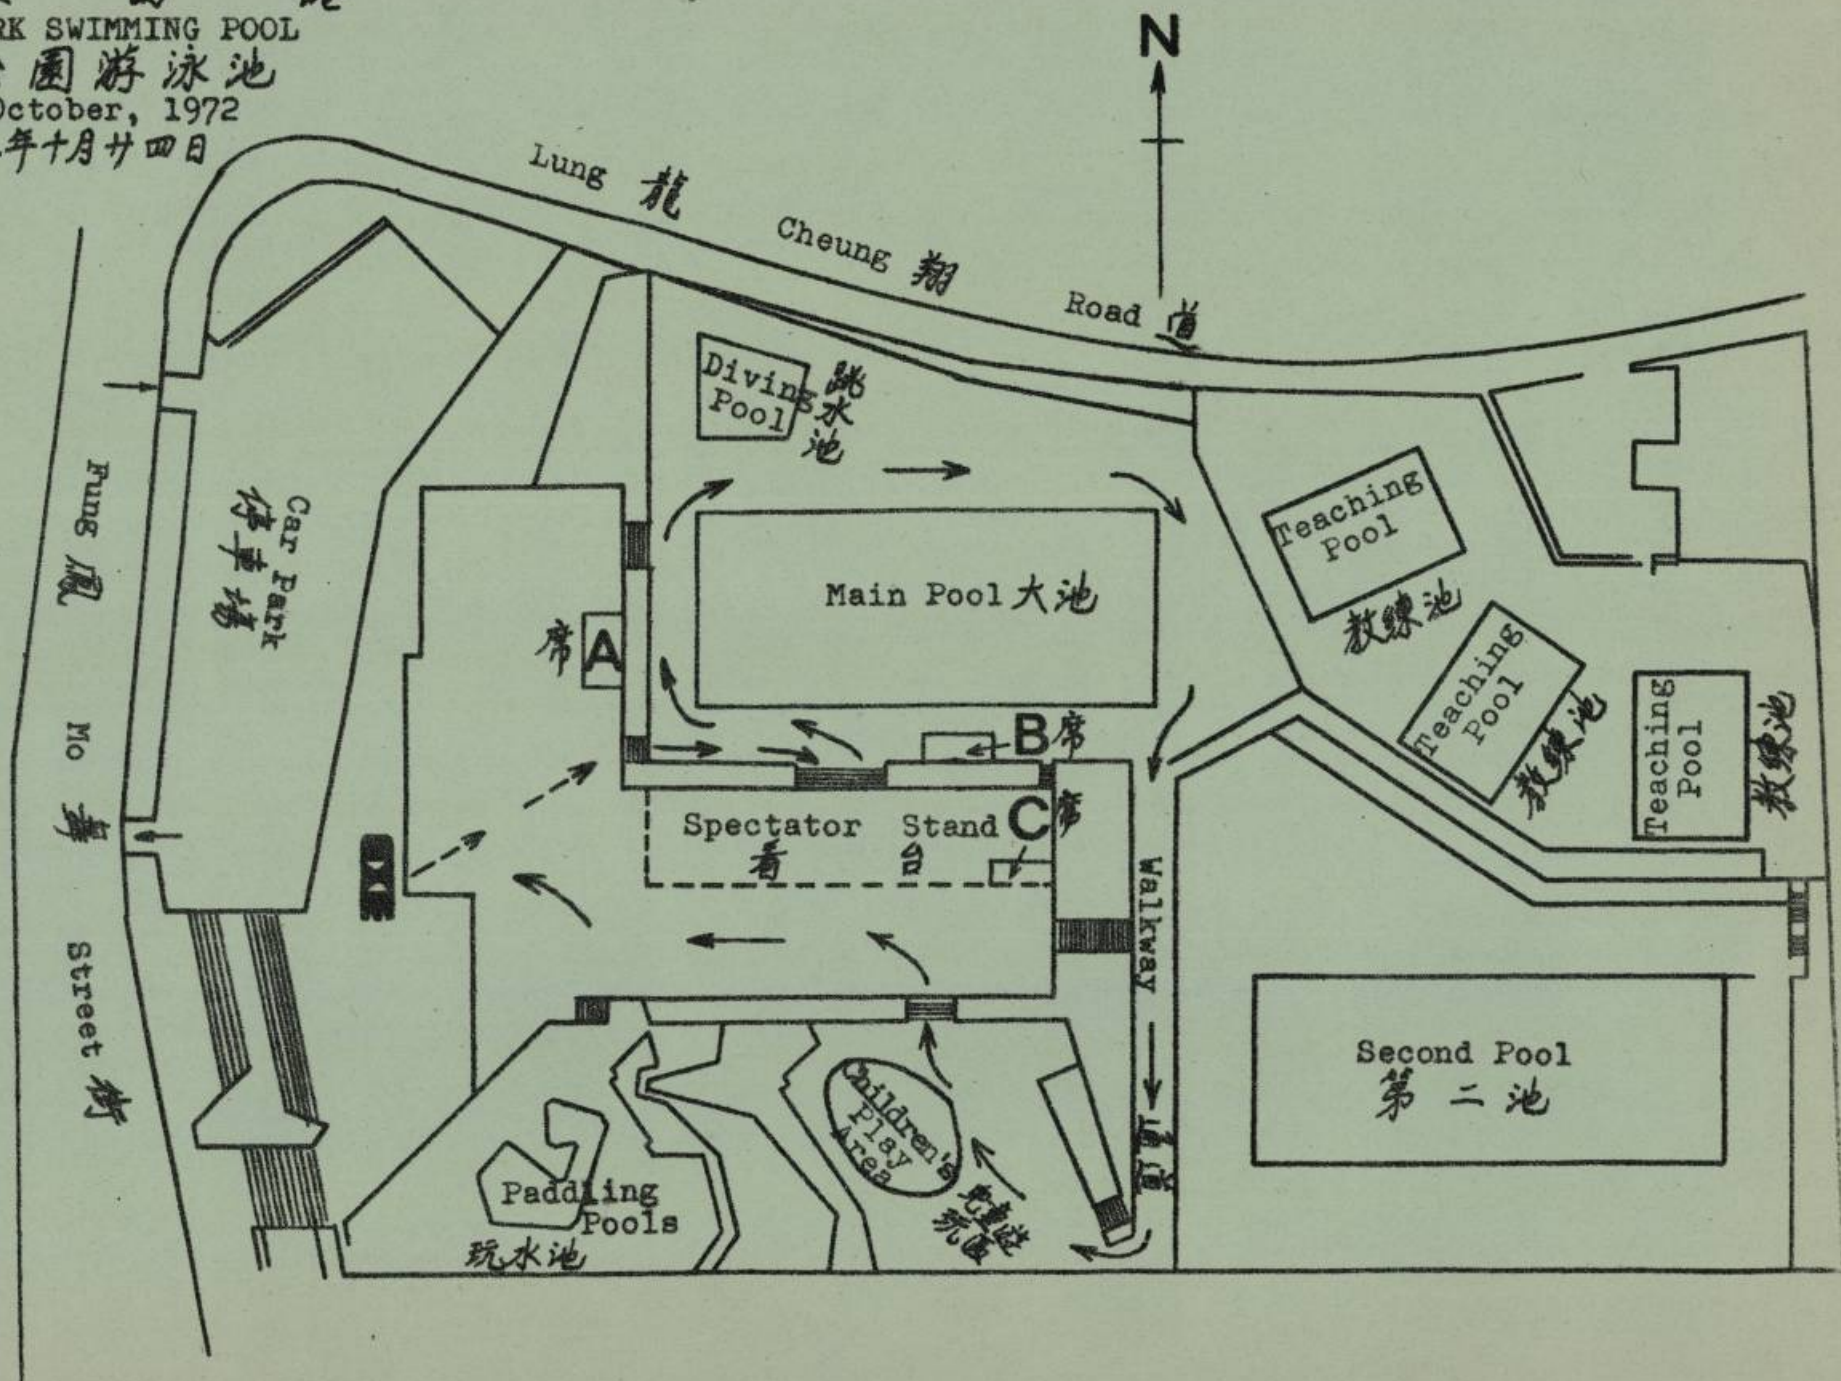 RK SWIMMING POOL
公園游泳池
October, 1972
年十月廿四日
N
Lung 龍 Cheung 翔 Road 道
Diving
Pool
跳水池
Main Pool 大池
Teaching
Pool
教練池
Teaching
Pool
教練池
Teaching
Pool
教練池
Fung 鳳 Mo 舞 Street 街
Car Park
停車場
席 A
B 席
C 席
Spectator Stand
看台
Walkway
通道
Second Pool
第二池
Children's
Play
Area
兒童遊
玩區
Paddling
Pools
玩水池